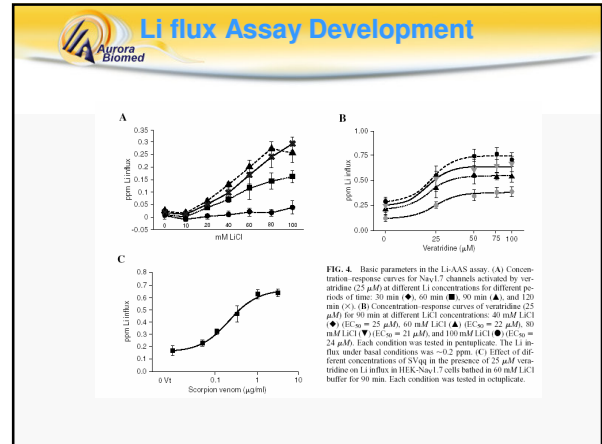 Li flux Assay Development
Aurora
Biomed
A
0.35
0.3
0.25
0.2
0.15
0.1
0.05
0
-0.05
ppm Li influx
0 10 20 40 60 80 100
mM LiCl
B
1.00
0.75
0.50
0.25
0.00
ppm Li influx
0 25 50 75 100
Veratridine (µM)
C
0.8
0.7
0.6
0.5
0.4
0.3
0.2
0.1
0.0
ppm Li influx
0 Vt 0.1 1 10
Scorpion venom (µg/ml)
FIG. 4. Basic parameters in the Li-AAS assay. (A) Concen-
tration–response curves for NaV1.7 channels activated by ver-
atridine (25 µM) at different Li concentrations for different pe-
riods of time: 30 min (◆), 60 min (■), 90 min (▲), and 120
min (×). (B) Concentration–response curves of veratridine (25
µM) for 90 min at different LiCl concentrations: 40 mM LiCl
(◆) (EC50 = 25 µM), 60 mM LiCl (▲) (EC50 = 22 µM), 80
mM LiCl (▼) (EC50 = 21 µM), and 100 mM LiCl (●) (EC50 =
24 µM). Each condition was tested in pentuplicate. The Li in-
flux under basal conditions was ~0.2 ppm. (C) Effect of dif-
ferent concentrations of SVqq in the presence of 25 µM vera-
tridine on Li influx in HEK-NaV1.7 cells bathed in 60 mM LiCl
buffer for 90 min. Each condition was tested in octuplicate.